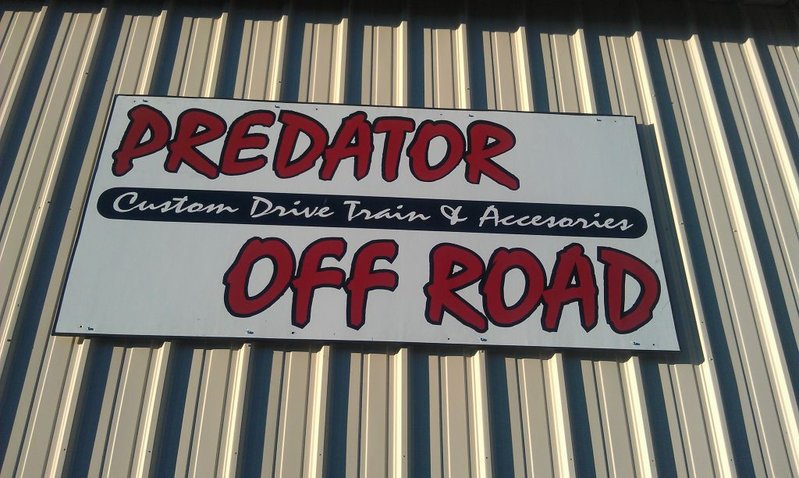 PREDATOR
Custom Drive Train & Accesories
OFF ROAD